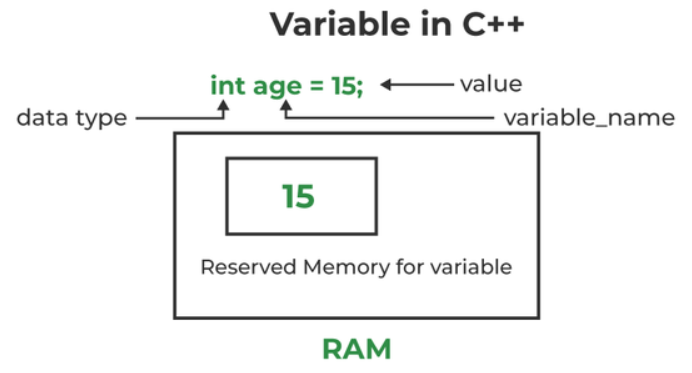 Variable in C++
int age = 15;
value
data type
variable_name
15
Reserved Memory for variable
RAM